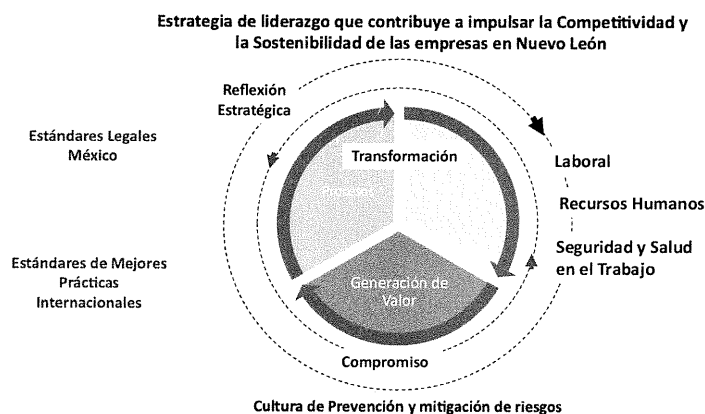 Estrategia de liderazgo que contribuye a impulsar la Competitividad y
la Sostenibilidad de las empresas en Nuevo León
Reflexión
Estratégica
Estándares Legales
México
Transformación
Laboral
Recursos Humanos
Seguridad y Salud
en el Trabajo
Estándares de Mejores
Prácticas
Internacionales
Generación de
Valor
Compromiso
Cultura de Prevención y mitigación de riesgos